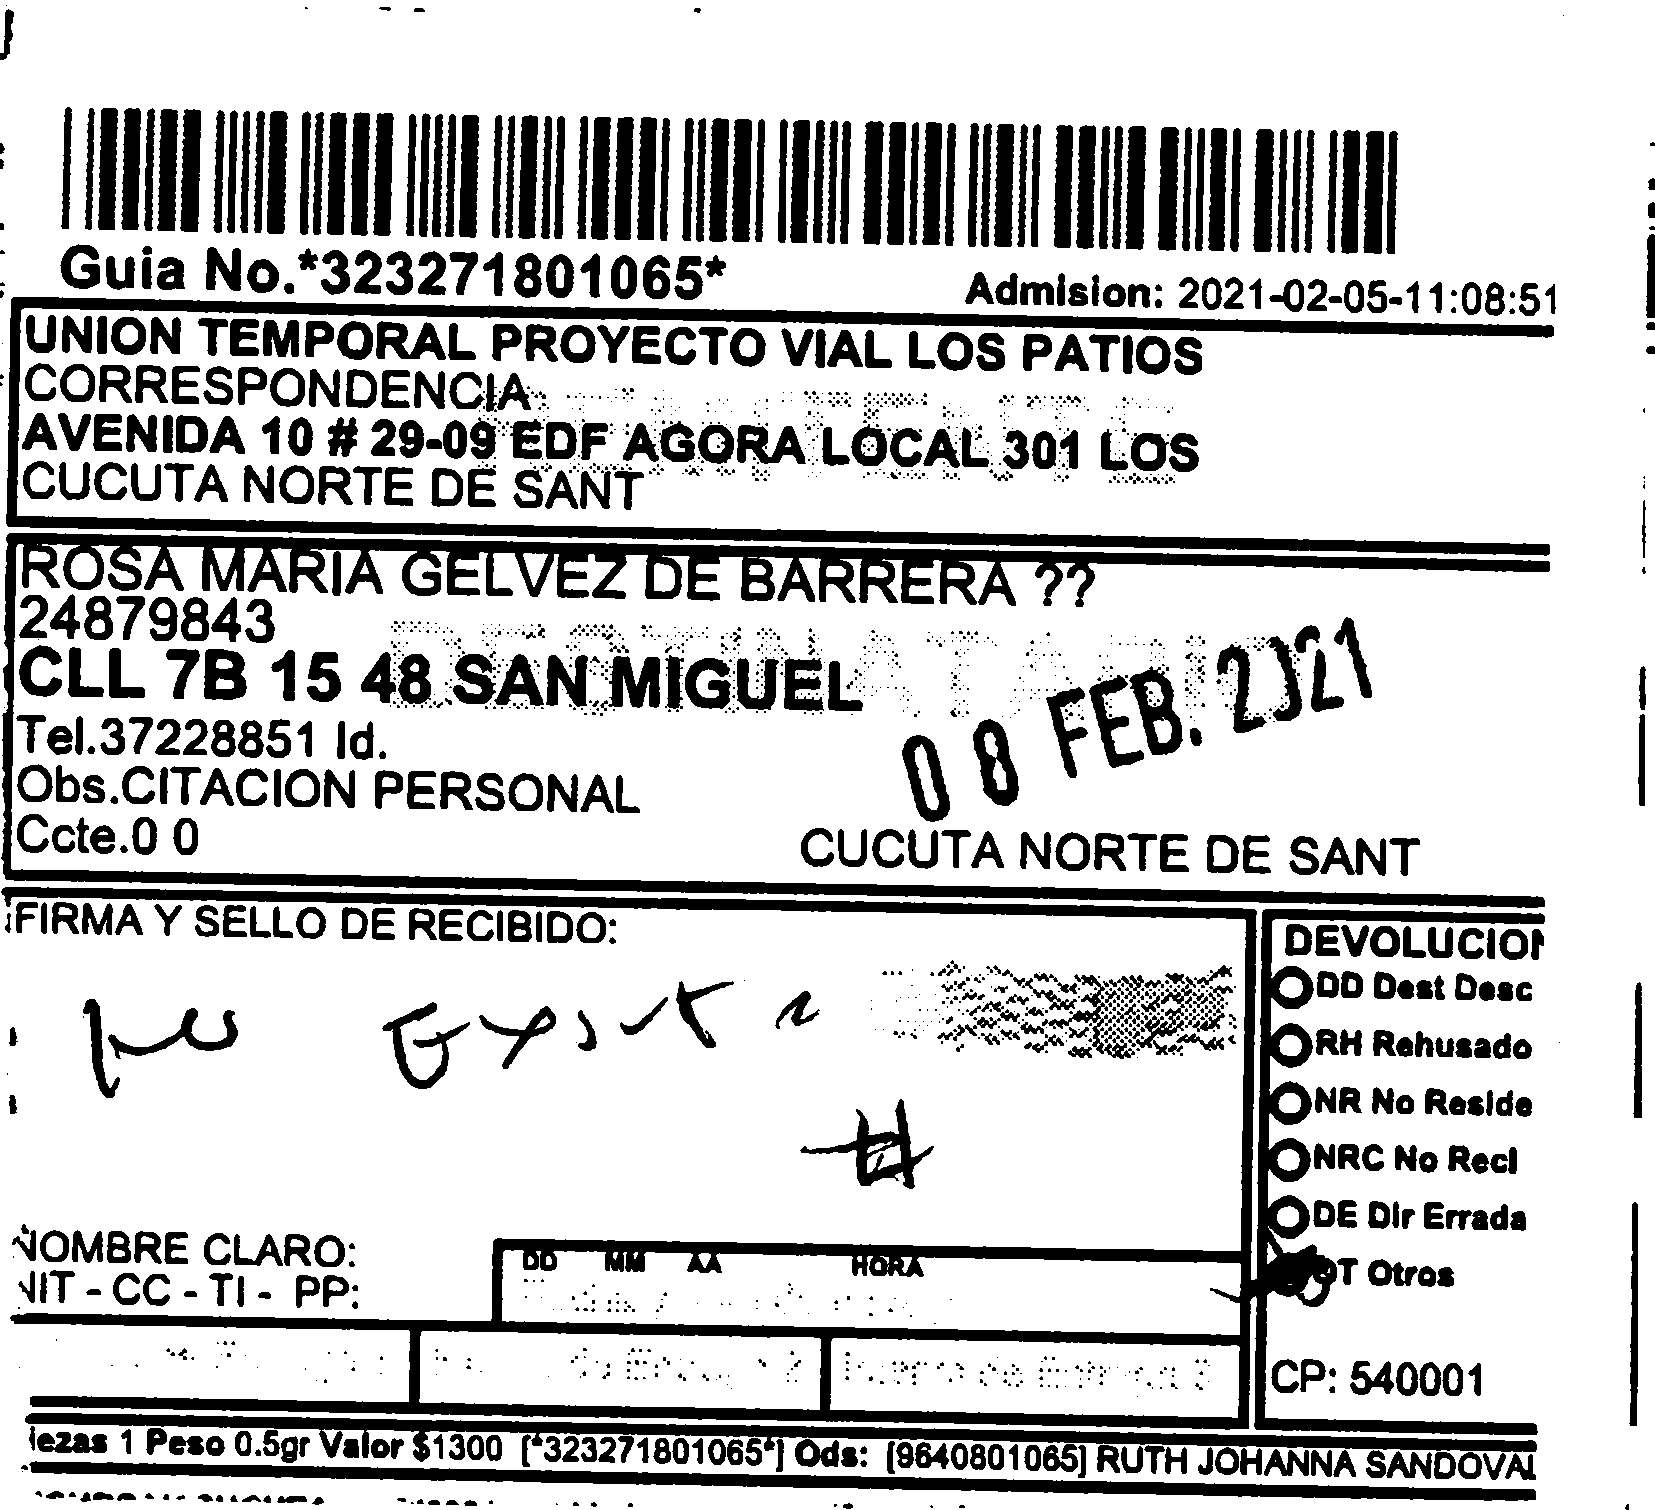 Guia No.*323271801065*
Admision: 2021-02-05-11:08:51
UNION TEMPORAL PROYECTO VIAL LOS PATIOS
CORRESPONDENCIA
AVENIDA 10 # 29-09 EDF AGORA LOCAL 301 LOS
CUCUTA NORTE DE SANT
ROSA MARIA GELVEZ DE BARRERA ??
24879843
DESTINATARIO
CLL 7B 15 48 SAN MIGUEL
Tel.37228851 Id.
08 FEB. 2021
Obs.CITACION PERSONAL
Ccte.0 0
CUCUTA NORTE DE SANT
FIRMA Y SELLO DE RECIBIDO:
no Existe
#
DEVOLUCION
DD Dest Desc
RH Rehusado
NR No Reside
NRC No Recl
DE Dir Errada
OT Otros
NOMBRE CLARO:
NIT - CC - TI - PP:
DD MM AA HORA
CP: 540001
iezas 1 Peso 0.5gr Valor $1300 [*323271801065*] Ods: [9640801065] RUTH JOHANNA SANDOVAL